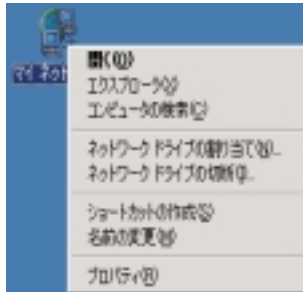 マイ ネット
開く(O)
エクスプローラ(X)
コンピュータの検索(C)
ネットワーク ドライブの割り当て(N)...
ネットワーク ドライブの切断(D)...
ショートカットの作成(S)
名前の変更(M)
プロパティ(R)